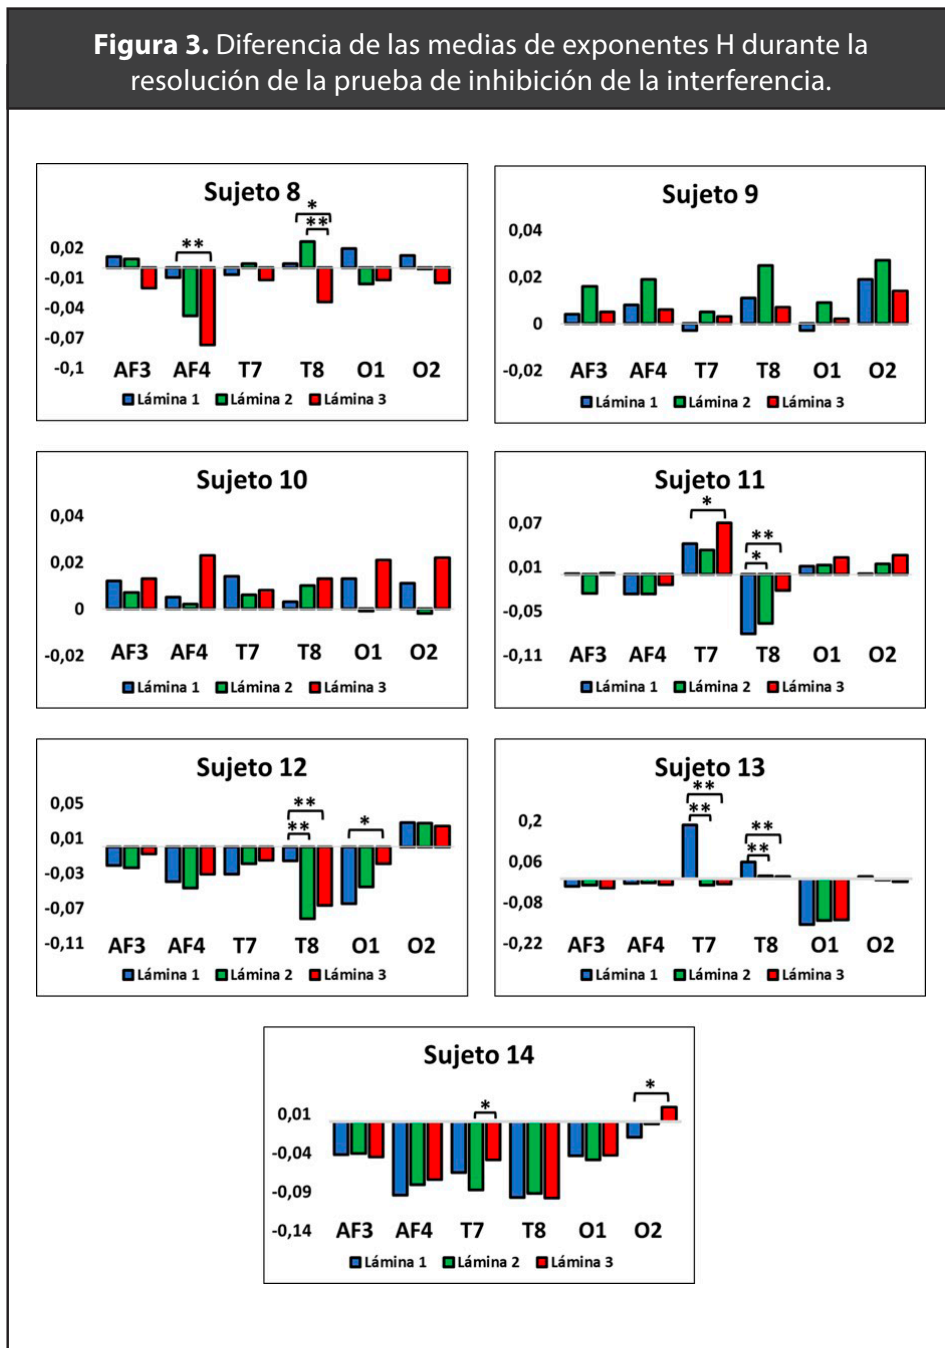 Figura 3. Diferencia de las medias de exponentes H durante la
resolución de la prueba de inhibición de la interferencia.
Sujeto 8
* 
** **
0,02
-0,01
-0,04
-0,07
-0,1
AF3 AF4 T7 T8 O1 O2
Lámina 1 Lámina 2 Lámina 3
Sujeto 9
0,04
0,02
0
-0,02
AF3 AF4 T7 T8 O1 O2
Lámina 1 Lámina 2 Lámina 3
Sujeto 10
0,04
0,02
0
-0,02
AF3 AF4 T7 T8 O1 O2
Lámina 1 Lámina 2 Lámina 3
Sujeto 11
*
**
*
0,07
0,01
-0,05
-0,11
AF3 AF4 T7 T8 O1 O2
Lámina 1 Lámina 2 Lámina 3
Sujeto 12
**
** *
0,05
0,01
-0,03
-0,07
-0,11
AF3 AF4 T7 T8 O1 O2
Lámina 1 Lámina 2 Lámina 3
Sujeto 13
**
**
**
**
0,2
0,06
-0,08
-0,22
AF3 AF4 T7 T8 O1 O2
Lámina 1 Lámina 2 Lámina 3
Sujeto 14
*
*
0,01
-0,04
-0,09
-0,14
AF3 AF4 T7 T8 O1 O2
Lámina 1 Lámina 2 Lámina 3